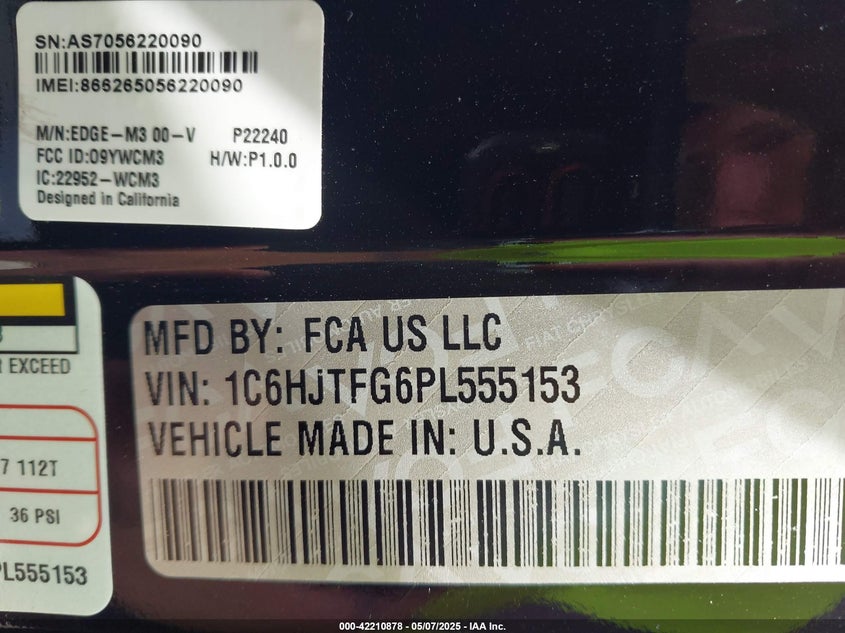 SN:AS7056220090
IMEI:866265056220090
M/N:EDGE-M3 00-V P22240
FCC ID:O9YWCM3 H/W:P1.0.0
IC:22952-WCM3
Designed in California
EXCEED
7 112T
36 PSI
PL555153
MFD BY: FCA US LLC
VIN: 1C6HJTFG6PL555153
VEHICLE MADE IN: U.S.A.
000-42210878 - 05/07/2025 - IAA Inc.